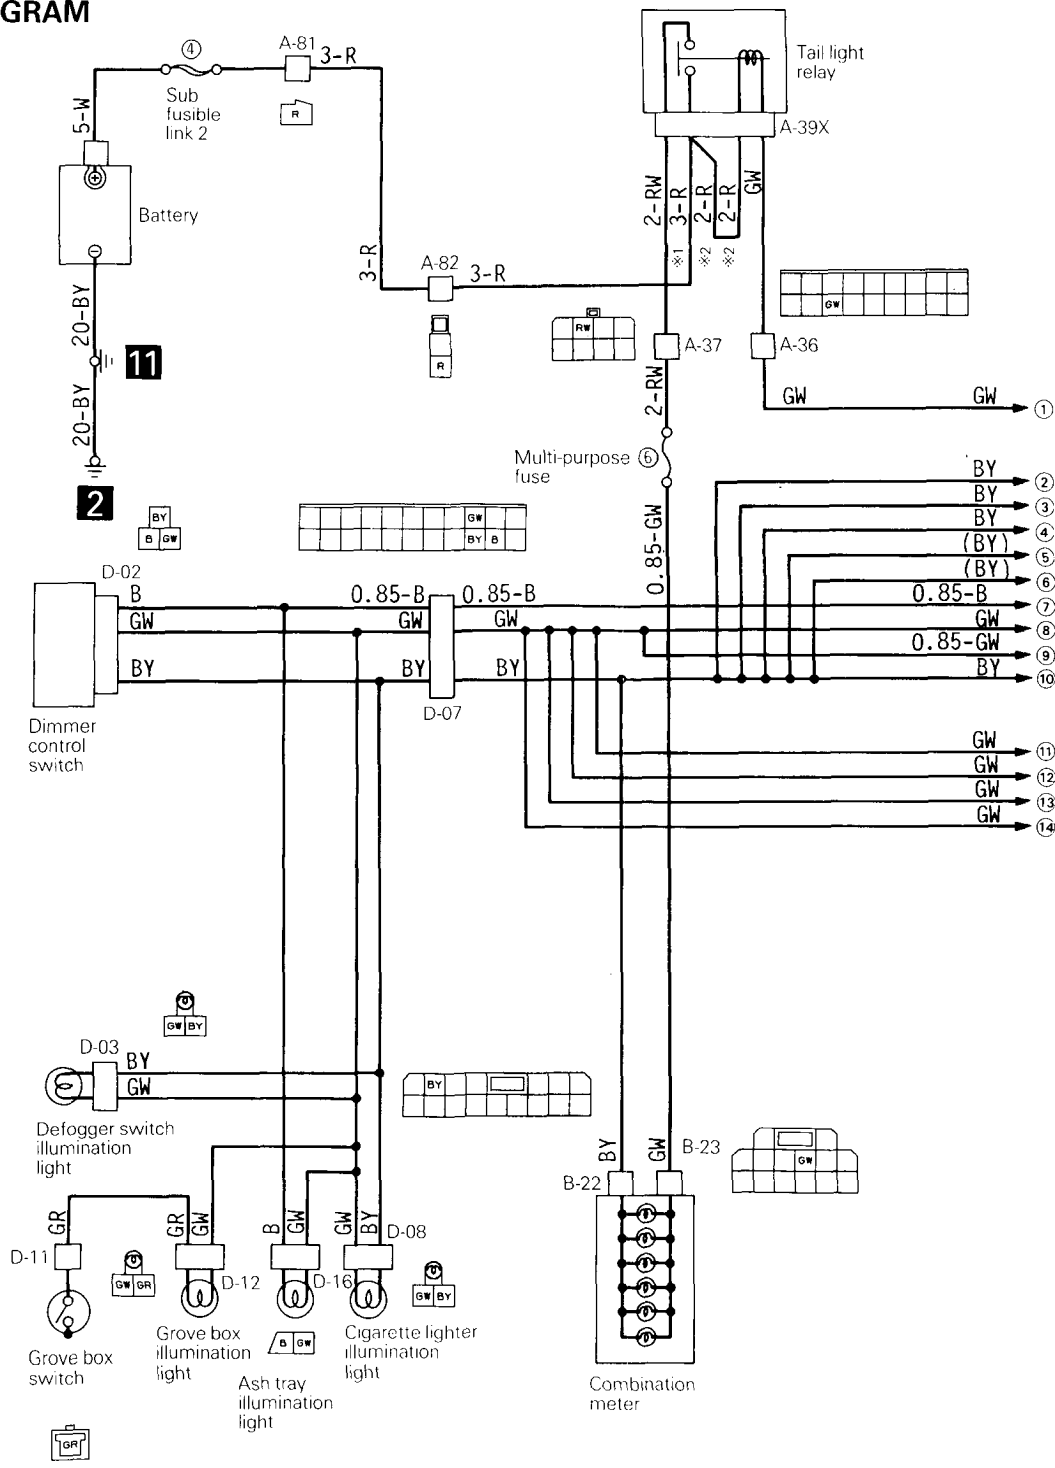 GRAM
④
A-81
3-R
R
Sub
fusible
link 2
5-W
+
Battery
−
20-BY
11
20-BY
2
3-R
A-82
3-R
R
Tail light
relay
A-39X
2-RW
3-R
2-R
2-R
GW
※1
※2
※2
GW
RW
A-37
A-36
2-RW
GW
GW
①
Multi-purpose
fuse
⑥
0.85-GW
BY
②
BY
③
BY
④
(BY)
⑤
(BY)
⑥
BY
B
GW
GW
BY
B
D-02
B
0.85-B
0.85-B
0.85-B
⑦
GW
GW
GW
GW
⑧
0.85-GW
⑨
BY
BY
BY
BY
⑩
D-07
Dimmer
control
switch
GW
⑪
GW
⑫
GW
⑬
GW
⑭
GW
BY
D-03
BY
GW
BY
Defogger switch
illumination
light
BY
GW
B-23
B-22
GW
GR
GR
GW
B
GW
GW
BY
D-08
D-11
D-12
D-16
GW
GR
GW
BY
B
GW
Grove box
switch
Grove box
illumination
light
Ash tray
illumination
light
Cigarette lighter
illumination
light
Combination
meter
GR